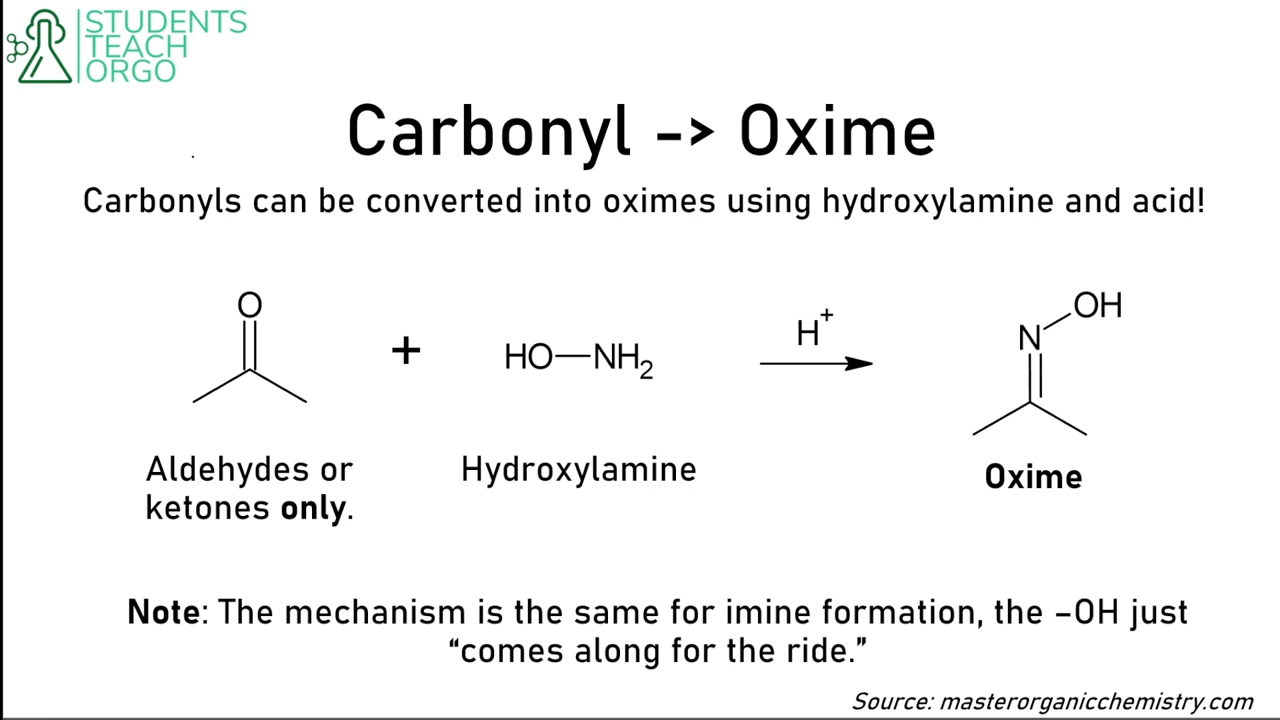 STUDENTS
TEACH
ORGO
Carbonyl -> Oxime
Carbonyls can be converted into oximes using hydroxylamine and acid!
O
+
HO—NH₂
H⁺
N
OH
Aldehydes or
ketones only.
Hydroxylamine
Oxime
Note: The mechanism is the same for imine formation, the –OH just
“comes along for the ride.”
Source: masterorganicchemistry.com